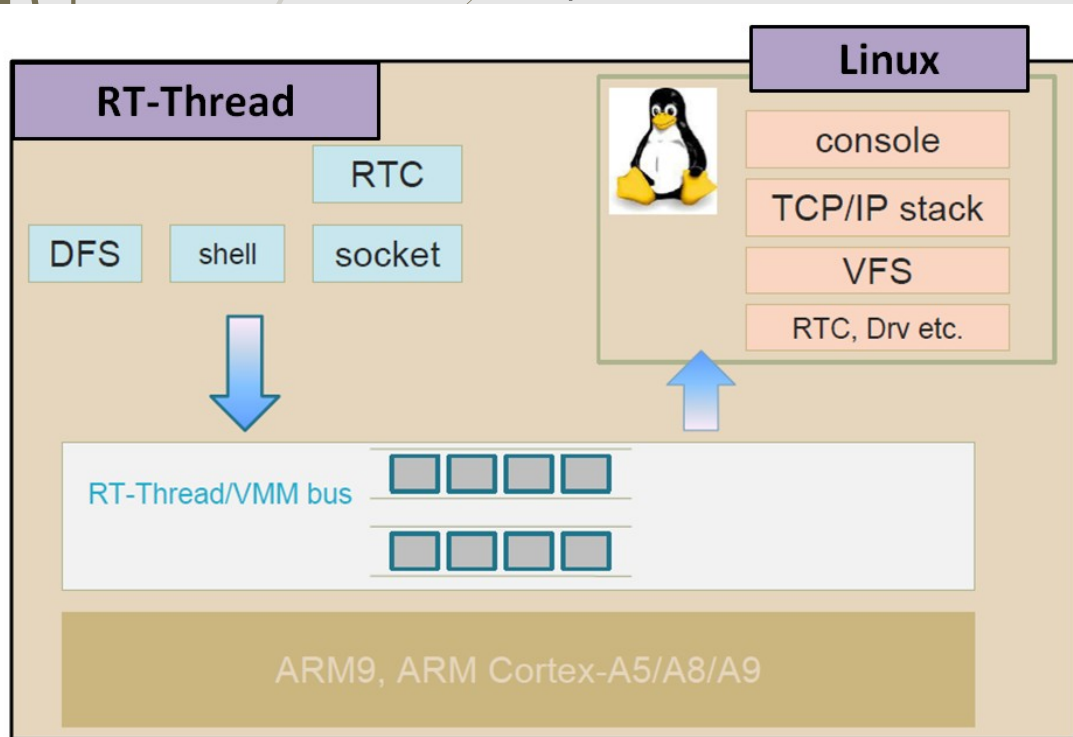 RT-Thread
Linux
RTC
DFS
shell
socket
console
TCP/IP stack
VFS
RTC, Drv etc.
RT-Thread/VMM bus
ARM9, ARM Cortex-A5/A8/A9